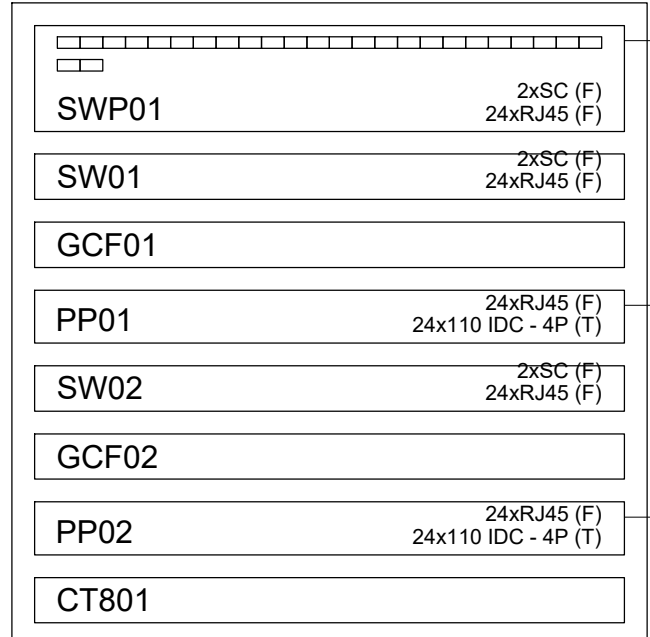 2xSC (F)
SWP01 24xRJ45 (F)
2xSC (F)
SW01 24xRJ45 (F)
GCF01
24xRJ45 (F)
PP01 24x110 IDC - 4P (T)
2xSC (F)
SW02 24xRJ45 (F)
GCF02
24xRJ45 (F)
PP02 24x110 IDC - 4P (T)
CT801